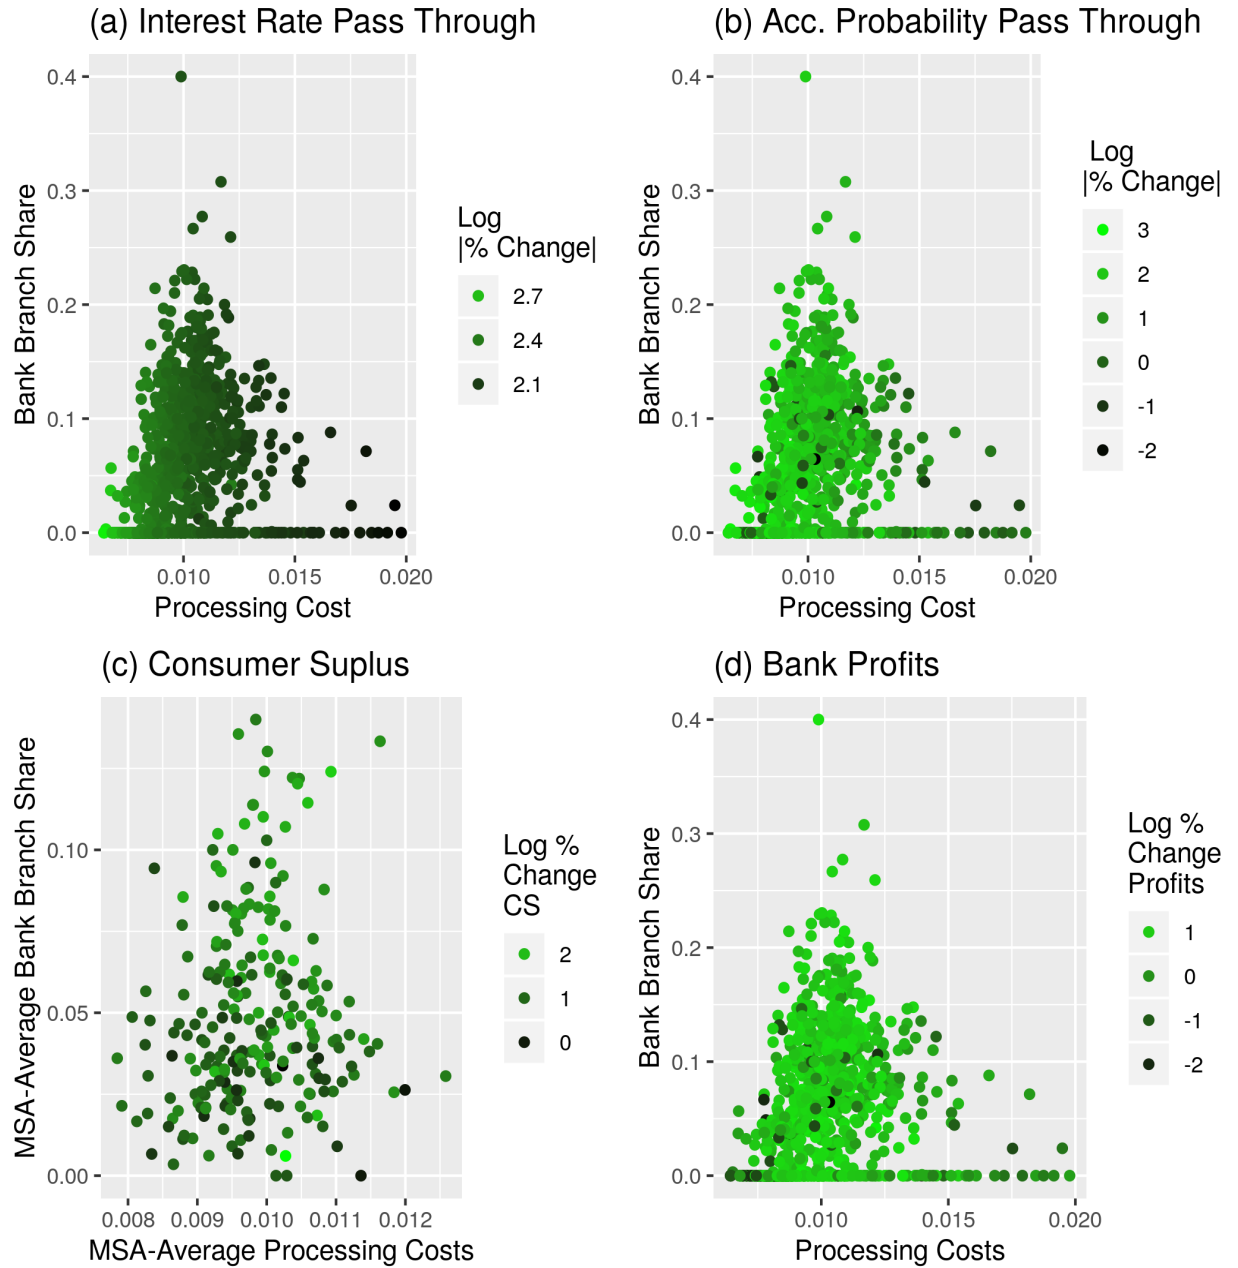 (a) Interest Rate Pass Through
0.4
0.3
0.2
0.1
0.0
Bank Branch Share
0.010 0.015 0.020
Processing Cost
Log
|% Change|
2.7
2.4
2.1
(b) Acc. Probability Pass Through
0.4
0.3
0.2
0.1
0.0
Bank Branch Share
0.010 0.015 0.020
Processing Cost
Log
|% Change|
3
2
1
0
-1
-2
(c) Consumer Suplus
0.10
0.05
0.00
MSA-Average Bank Branch Share
0.008 0.009 0.010 0.011 0.012
MSA-Average Processing Costs
Log %
Change
CS
2
1
0
(d) Bank Profits
0.4
0.3
0.2
0.1
0.0
Bank Branch Share
0.010 0.015 0.020
Processing Costs
Log %
Change
Profits
1
0
-1
-2